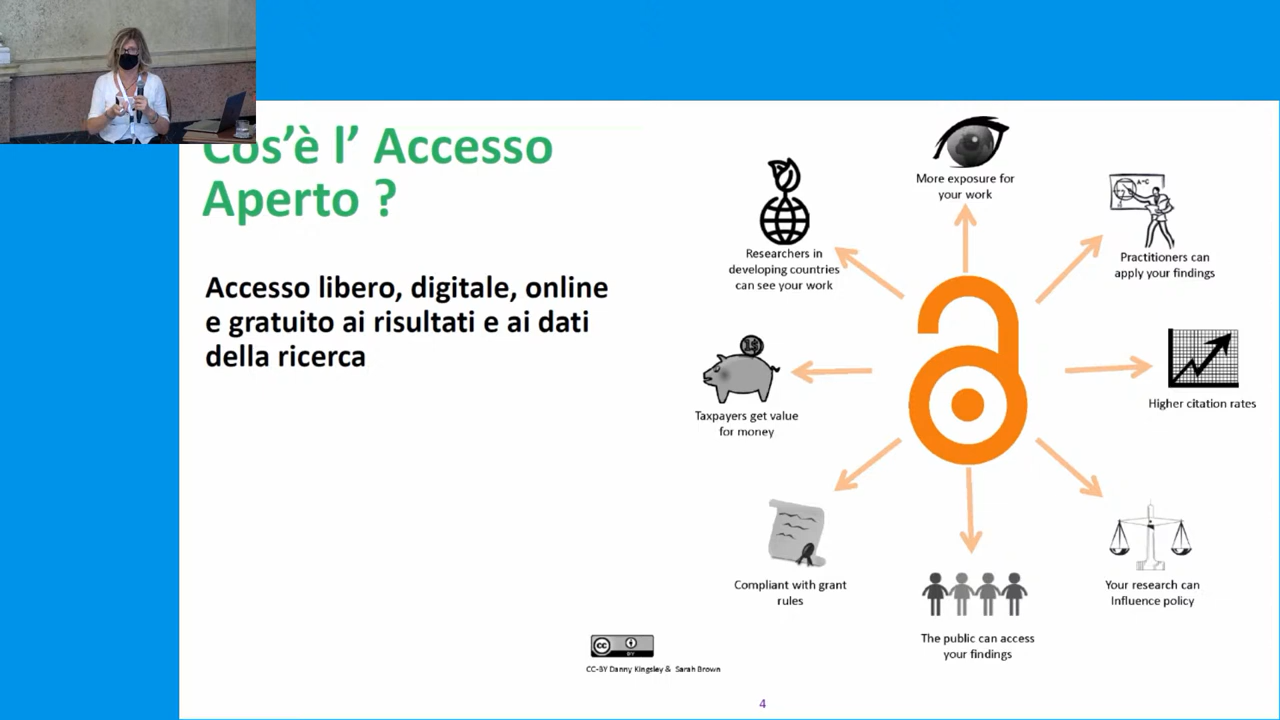 Cos'è l' Accesso
Aperto ?
Accesso libero, digitale, online
e gratuito ai risultati e ai dati
della ricerca
More exposure for
your work
Researchers in
developing countries
can see your work
Practitioners can
apply your findings
Taxpayers get value
for money
Higher citation rates
Compliant with grant
rules
Your research can
Influence policy
The public can access
your findings
CC BY
CC-BY Danny Kingsley & Sarah Brown
4